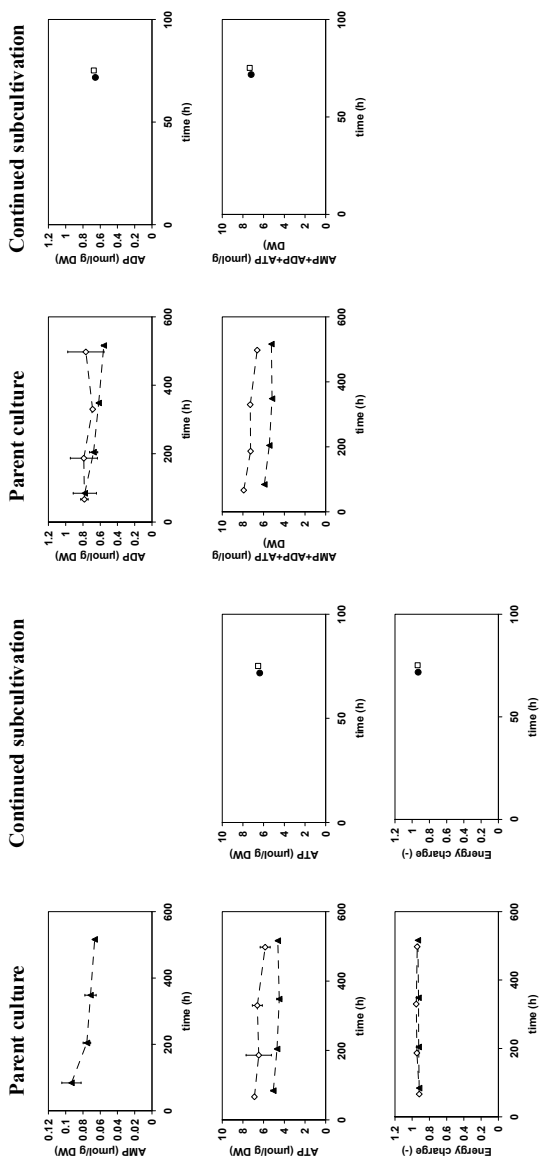 Parent culture
Continued subcultivation
Parent culture
Continued subcultivation
AMP (µmol/g DW)
0.12
0.1
0.08
0.06
0.04
0.02
0
0 200 400 600
time (h)
ADP (µmol/g DW)
1.2
1
0.8
0.6
0.4
0.2
0
0 200 400 600
time (h)
ADP (µmol/g DW)
1.2
1
0.8
0.6
0.4
0.2
0
0 50 100
time (h)
ATP (µmol/g DW)
10
8
6
4
2
0
0 200 400 600
time (h)
ATP (µmol/g DW)
10
8
6
4
2
0
0 50 100
time (h)
AMP+ADP+ATP (µmol/g
DW)
10
8
6
4
2
0
0 200 400 600
time (h)
AMP+ADP+ATP (µmol/g
DW)
10
8
6
4
2
0
0 50 100
time (h)
Energy charge (-)
1.2
1
0.8
0.6
0.4
0.2
0
0 200 400 600
time (h)
Energy charge (-)
1.2
1
0.8
0.6
0.4
0.2
0
0 50 100
time (h)